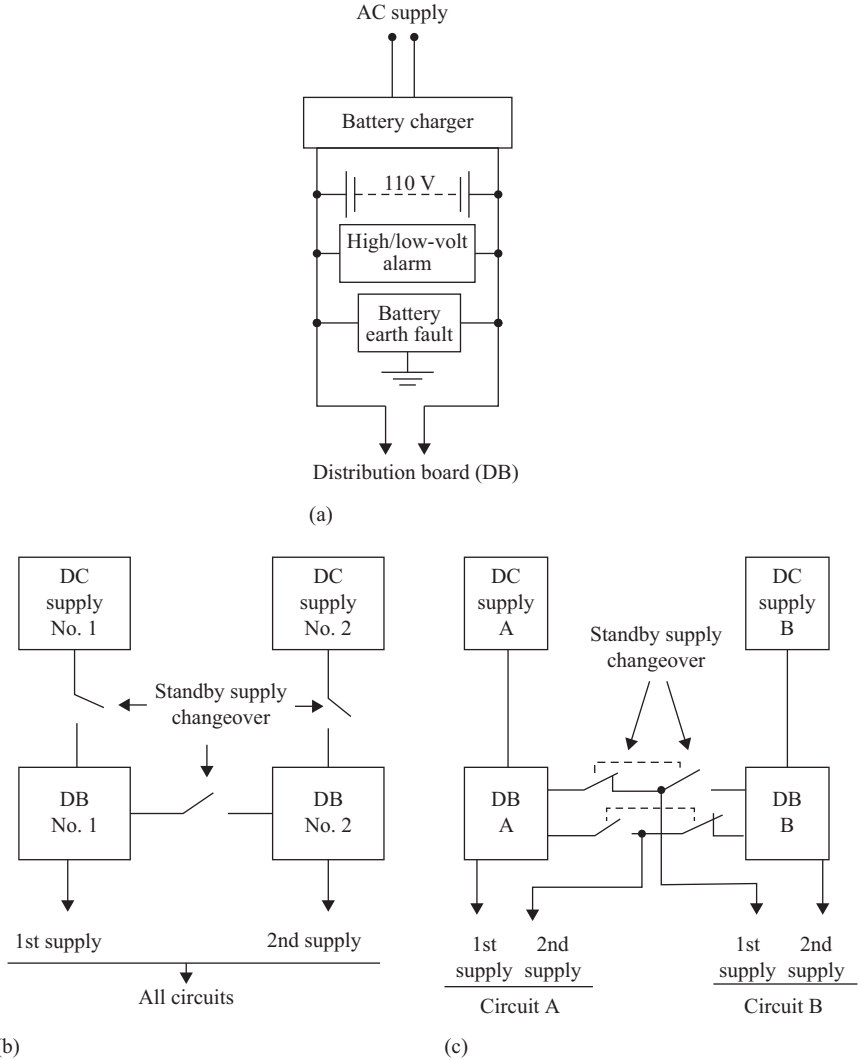 AC supply
Battery charger
110 V
High/low-volt
alarm
Battery
earth fault
Distribution board (DB)
(a)
DC
supply
No. 1
DC
supply
No. 2
Standby supply
changeover
DB
No. 1
DB
No. 2
1st supply
2nd supply
All circuits
(b)
DC
supply
A
DC
supply
B
Standby supply
changeover
DB
A
DB
B
1st
supply
2nd
supply
Circuit A
1st
supply
2nd
supply
Circuit B
(c)